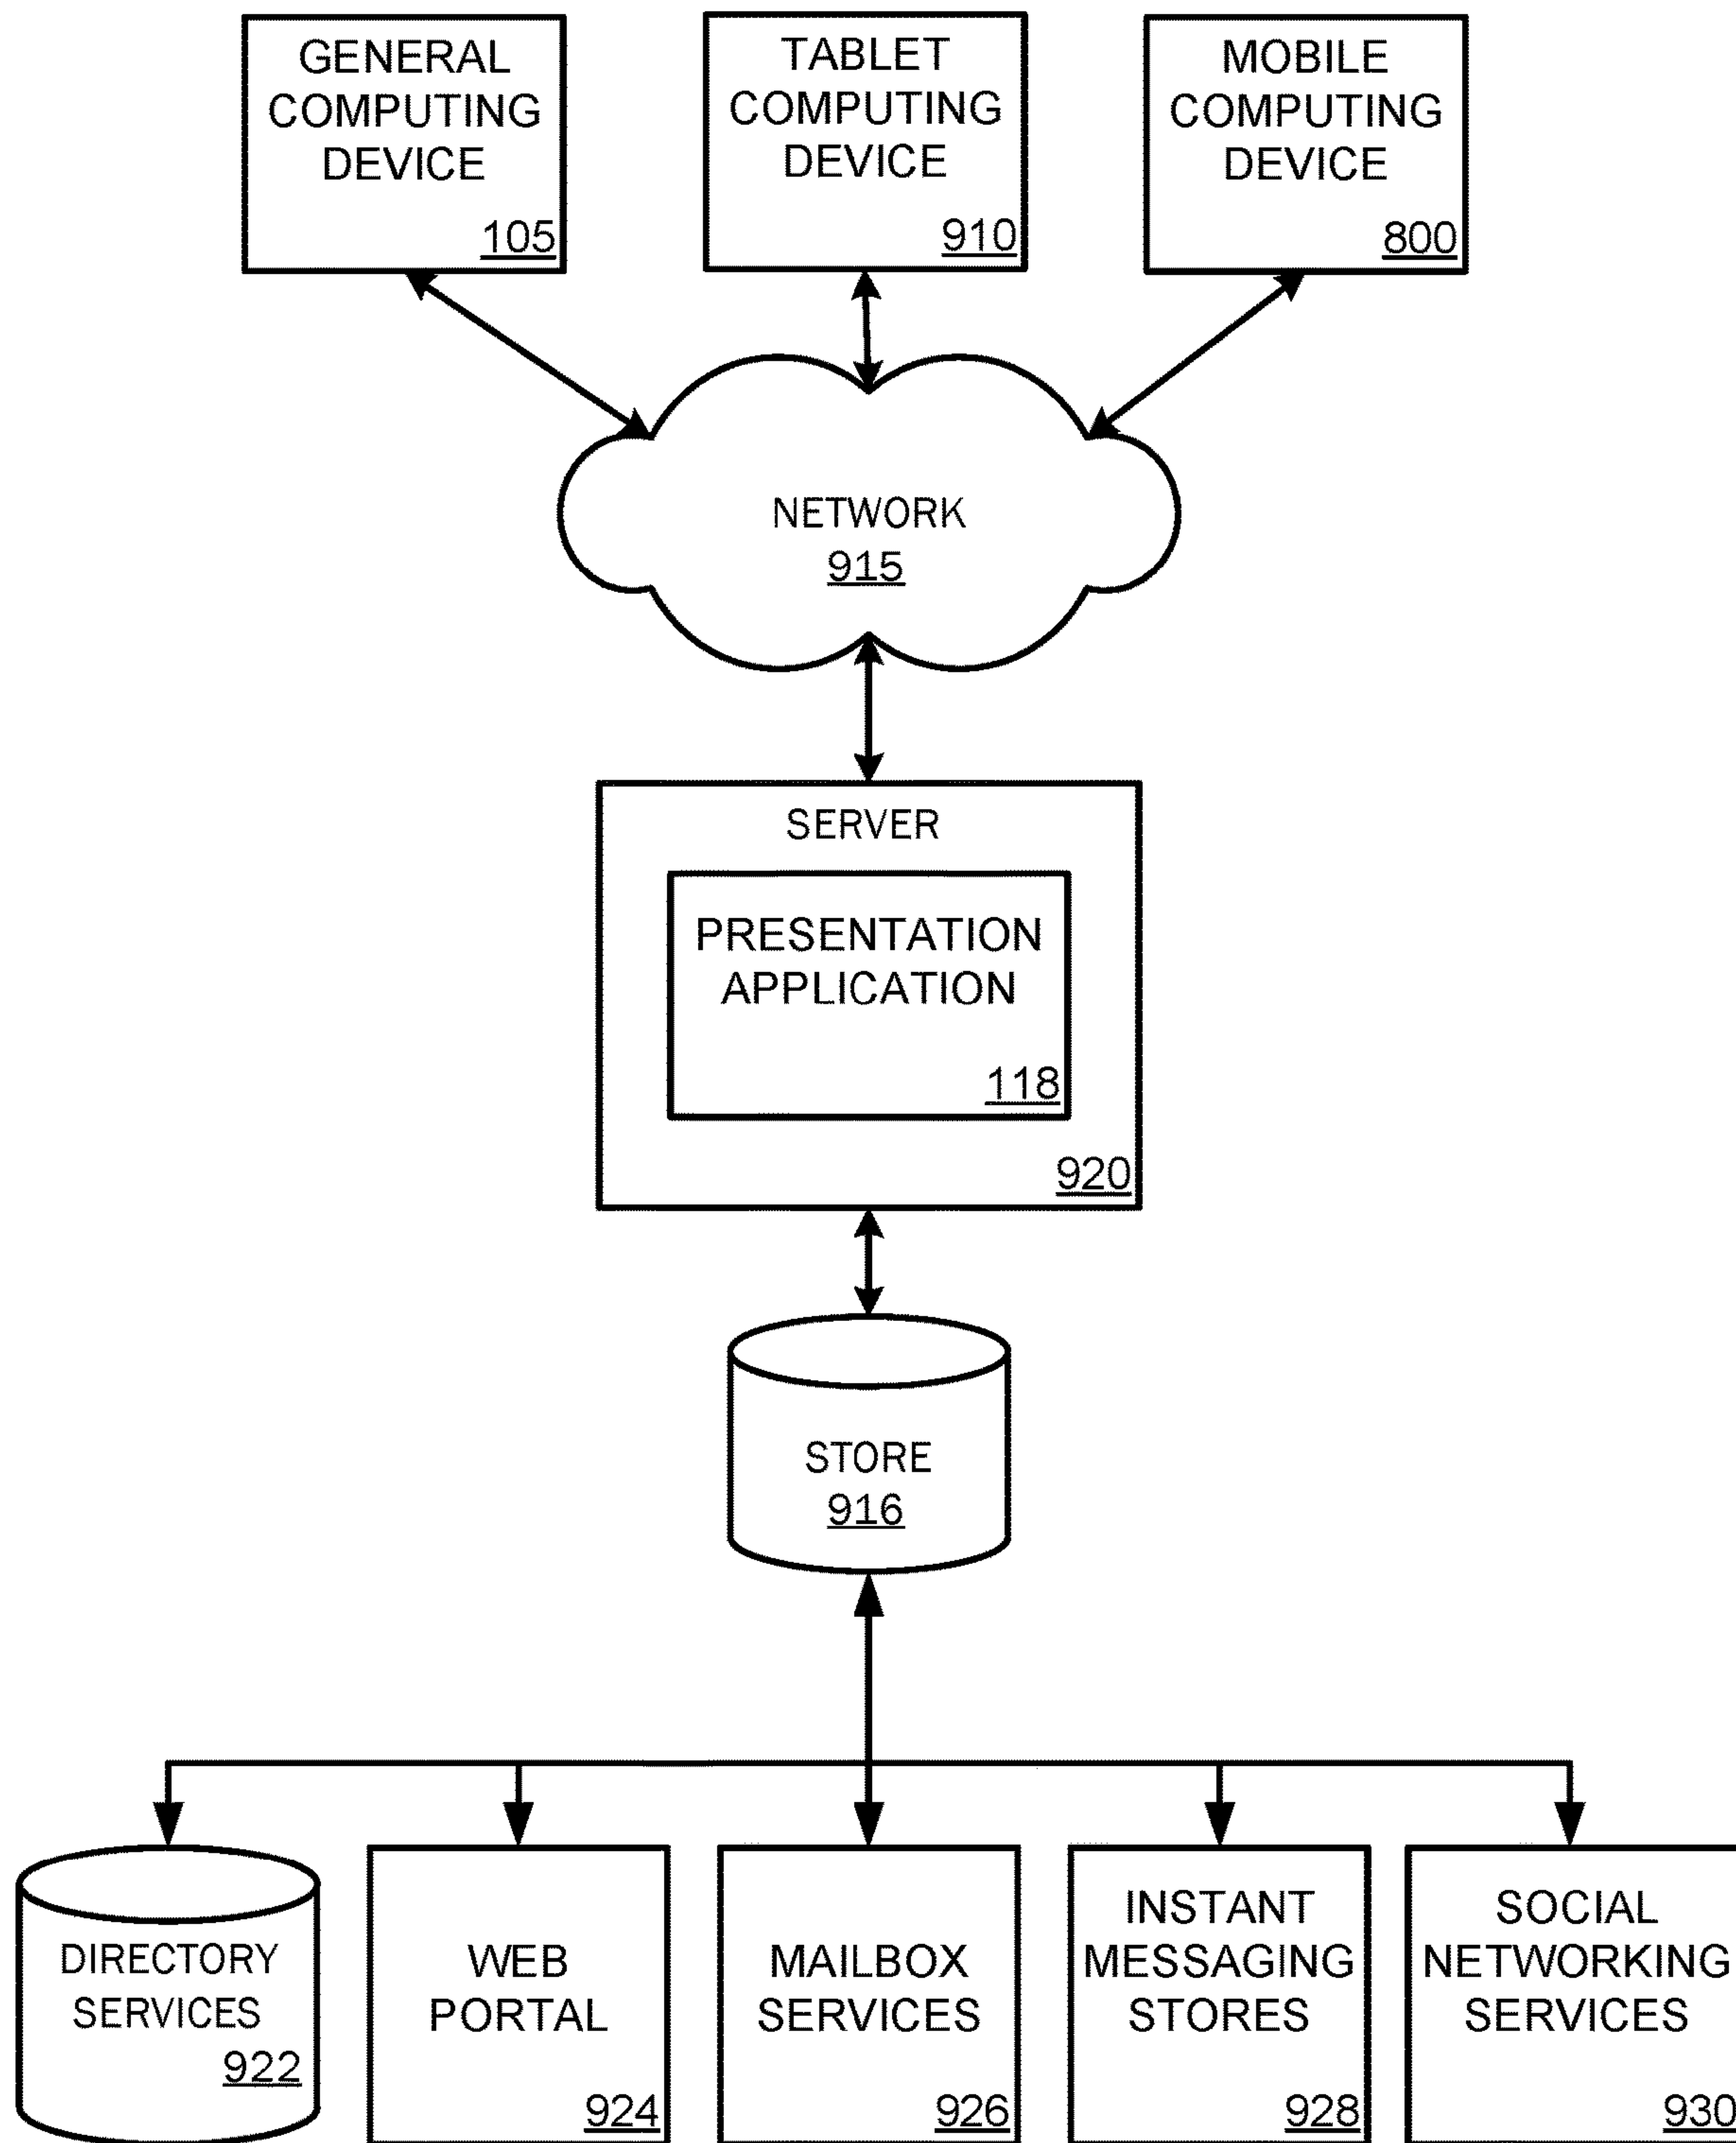 GENERAL
COMPUTING
DEVICE
105
TABLET
COMPUTING
DEVICE
910
MOBILE
COMPUTING
DEVICE
800
NETWORK
915
SERVER
PRESENTATION
APPLICATION
118
920
STORE
916
DIRECTORY
SERVICES
922
WEB
PORTAL
924
MAILBOX
SERVICES
926
INSTANT
MESSAGING
STORES
928
SOCIAL
NETWORKING
SERVICES
930